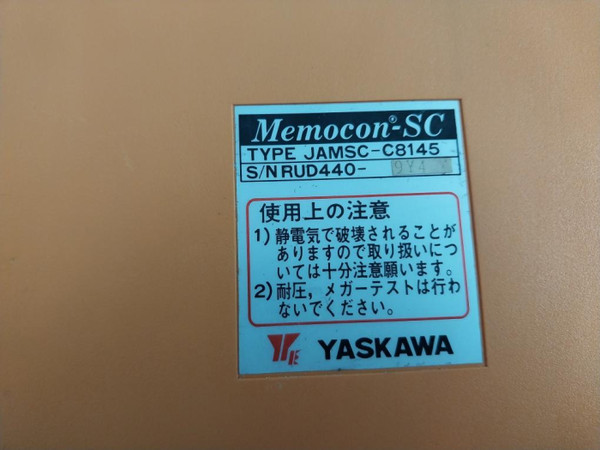 Memocon®-SC
TYPE JAMSC-C8145
S/N RUD440-
使用上の注意
1) 静電気で破壊されることが
ありますので取り扱いにつ
いては十分注意願います。
2) 耐圧，メガーテストは行わ
ないでください。
YASKAWA